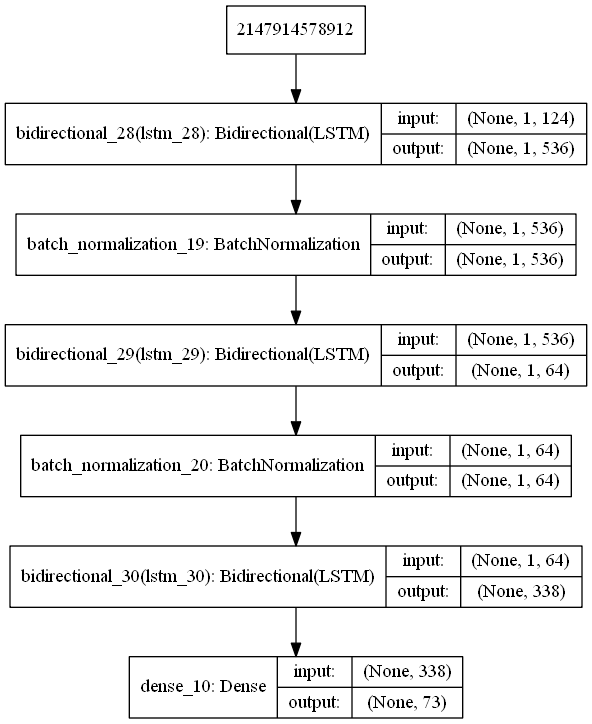 2147914578912
bidirectional_28(lstm_28): Bidirectional(LSTM)
input: (None, 1, 124)
output: (None, 1, 536)
batch_normalization_19: BatchNormalization
input: (None, 1, 536)
output: (None, 1, 536)
bidirectional_29(lstm_29): Bidirectional(LSTM)
input: (None, 1, 536)
output: (None, 1, 64)
batch_normalization_20: BatchNormalization
input: (None, 1, 64)
output: (None, 1, 64)
bidirectional_30(lstm_30): Bidirectional(LSTM)
input: (None, 1, 64)
output: (None, 338)
dense_10: Dense
input: (None, 338)
output: (None, 73)